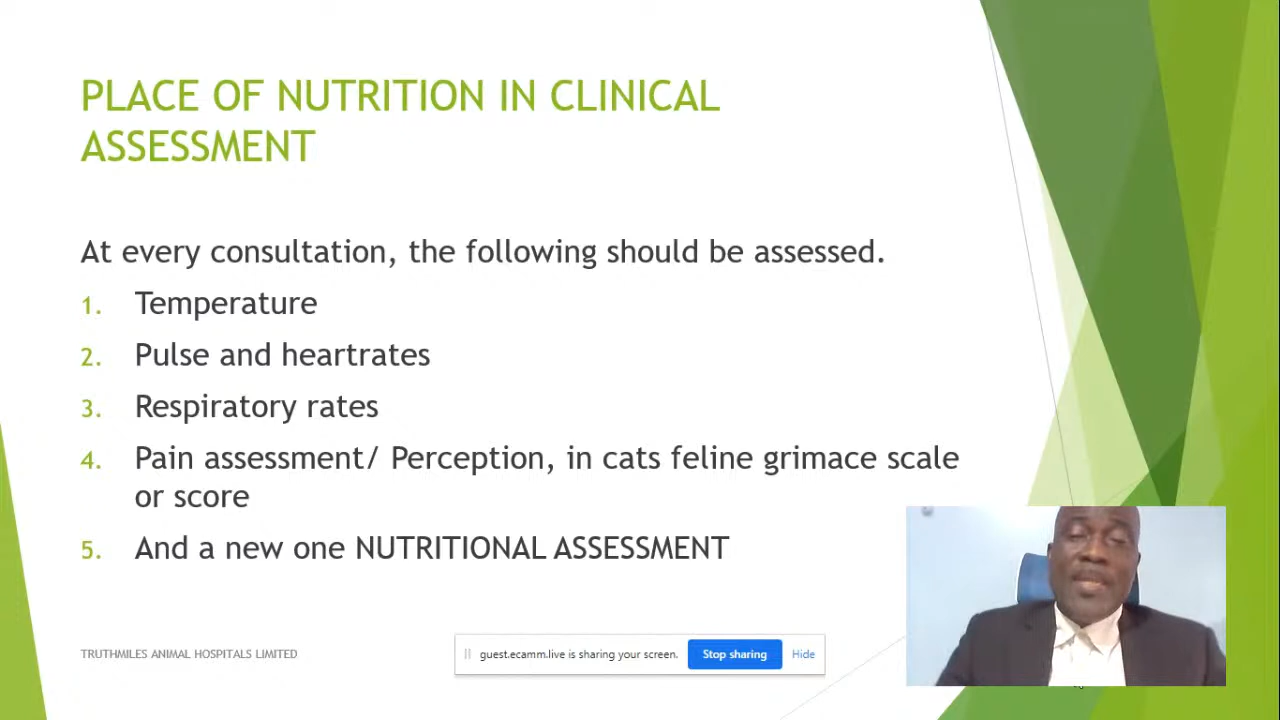 PLACE OF NUTRITION IN CLINICAL
ASSESSMENT
At every consultation, the following should be assessed.
1. Temperature
2. Pulse and heartrates
3. Respiratory rates
4. Pain assessment/ Perception, in cats feline grimace scale
or score
5. And a new one NUTRITIONAL ASSESSMENT
TRUTHMILES ANIMAL HOSPITALS LIMITED
guest.ecamm.live is sharing your screen. Stop sharing Hide